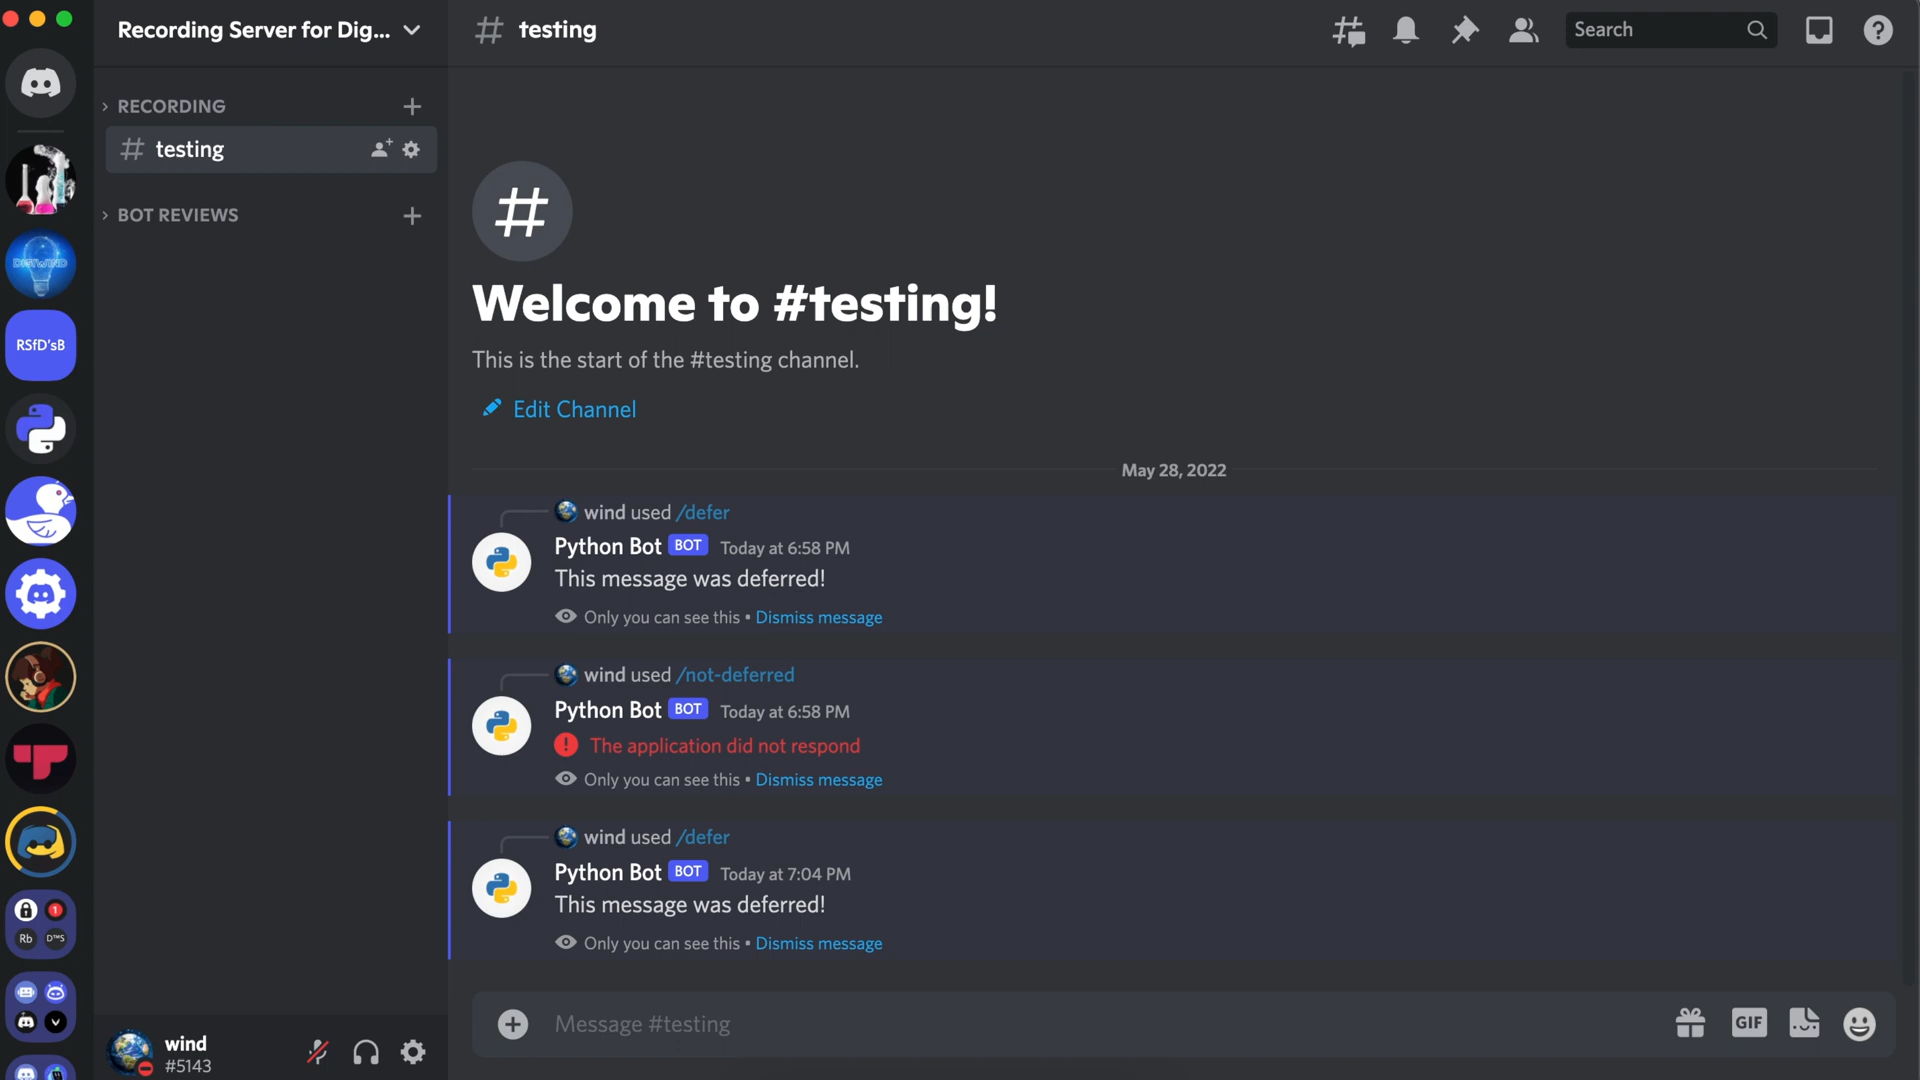 Recording Server for Dig...
testing
Search
RECORDING
testing
BOT REVIEWS
DIGIWIND
RSfD'sB
Welcome to #testing!
This is the start of the #testing channel.
Edit Channel
May 28, 2022
wind used /defer
Python Bot BOT Today at 6:58 PM
This message was deferred!
Only you can see this • Dismiss message
wind used /not-deferred
Python Bot BOT Today at 6:58 PM
The application did not respond
Only you can see this • Dismiss message
wind used /defer
Python Bot BOT Today at 7:04 PM
This message was deferred!
Only you can see this • Dismiss message
1
Rb D™S
Message #testing
GIF
wind
#5143